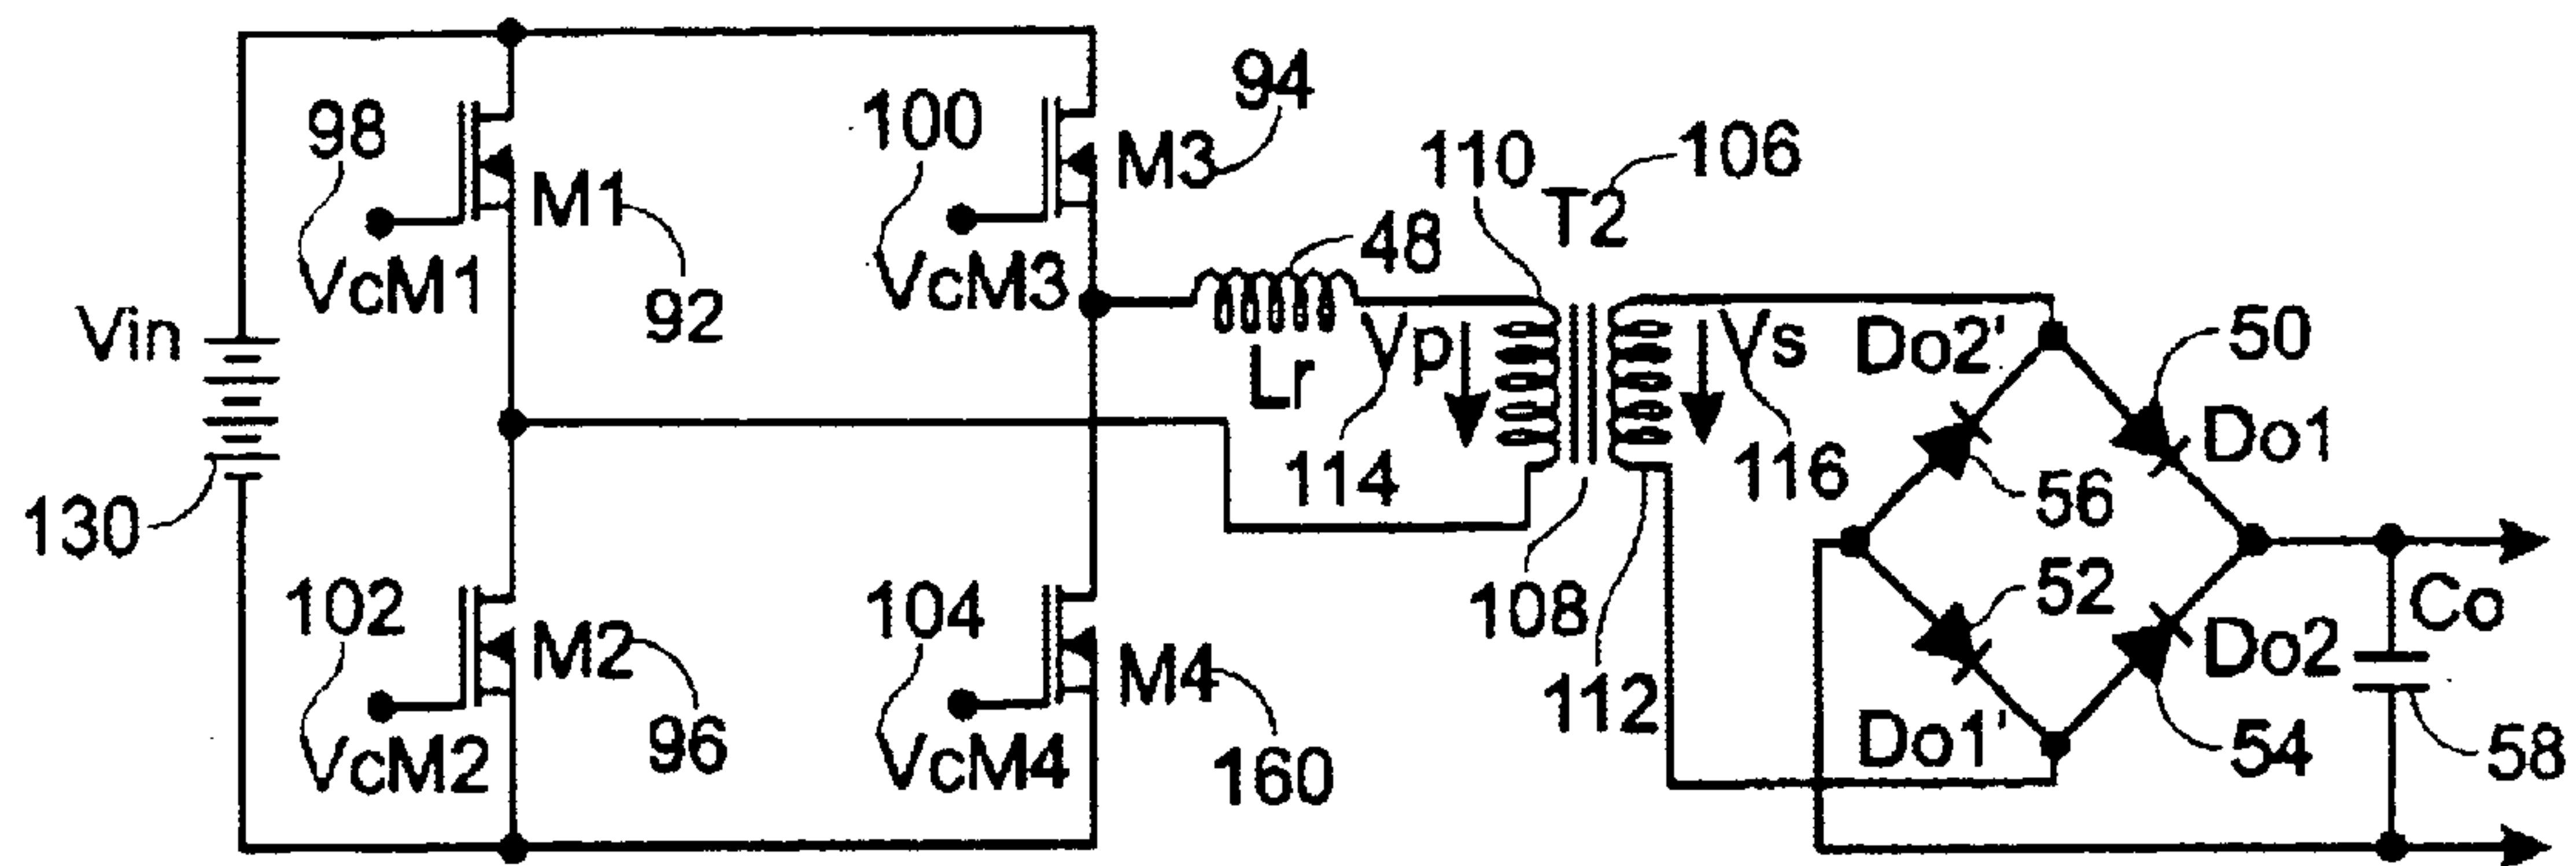 94
98
100
M3
110
106
M1
T2
48
VcM1
VcM3
92
Vin
Lr
Vp
Vs
Do2'
50
Do1
114
116
56
130
102
104
108
52
Co
M2
M4
112
Do2
VcM2
96
VcM4
160
Do1'
54
58